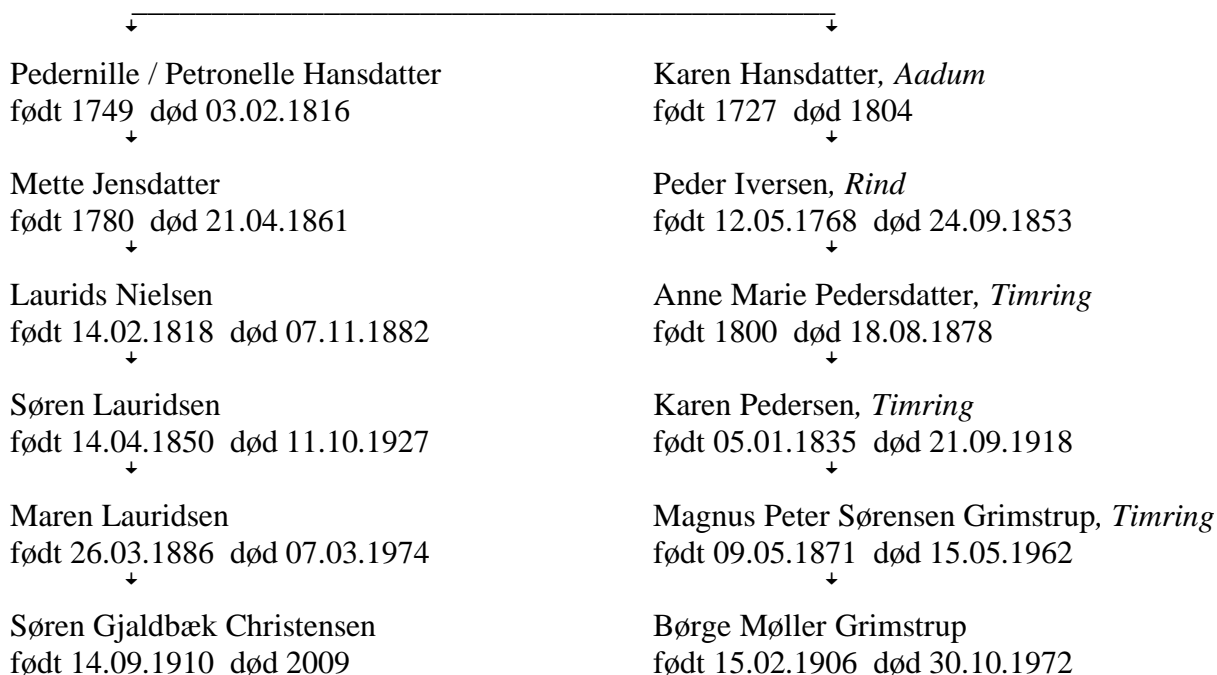 Pedernille / Petronelle Hansdatter
født 1749 død 03.02.1816
Mette Jensdatter
født 1780 død 21.04.1861
Laurids Nielsen
født 14.02.1818 død 07.11.1882
Søren Lauridsen
født 14.04.1850 død 11.10.1927
Maren Lauridsen
født 26.03.1886 død 07.03.1974
Søren Gjaldbæk Christensen
født 14.09.1910 død 2009
Karen Hansdatter, Aadum
født 1727 død 1804
Peder Iversen, Rind
født 12.05.1768 død 24.09.1853
Anne Marie Pedersdatter, Timring
født 1800 død 18.08.1878
Karen Pedersen, Timring
født 05.01.1835 død 21.09.1918
Magnus Peter Sørensen Grimstrup, Timring
født 09.05.1871 død 15.05.1962
Børge Møller Grimstrup
født 15.02.1906 død 30.10.1972